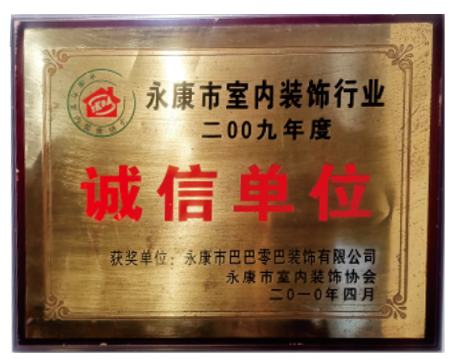 永康市室内装饰行业
二00九年度
诚信单位
获奖单位：永康市巴巴零巴装饰有限公司
永康市室内装饰协会
二0一0年四月